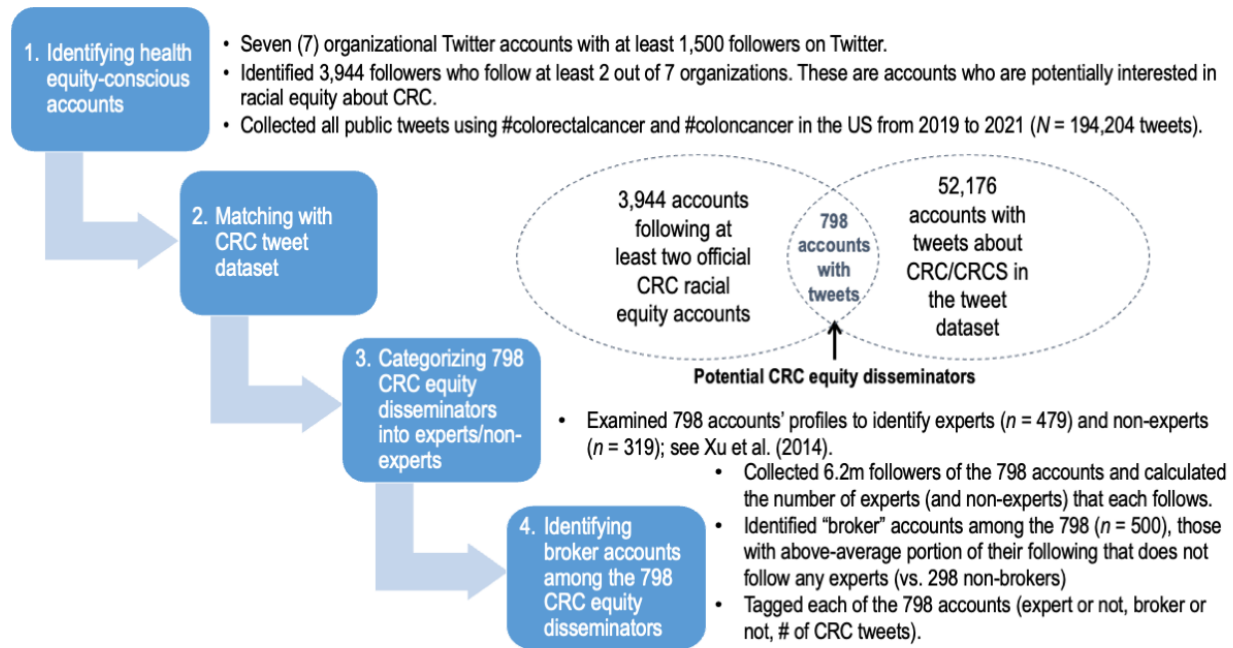 1. Identifying health
equity-conscious
accounts
• Seven (7) organizational Twitter accounts with at least 1,500 followers on Twitter.
• Identified 3,944 followers who follow at least 2 out of 7 organizations. These are accounts who are potentially interested in
racial equity about CRC.
• Collected all public tweets using #colorectalcancer and #coloncancer in the US from 2019 to 2021 (N = 194,204 tweets).
2. Matching with
CRC tweet
dataset
3,944 accounts
following at
least two official
CRC racial
equity accounts
798
accounts
with
tweets
52,176
accounts with
tweets about
CRC/CRCS in
the tweet
dataset
Potential CRC equity disseminators
3. Categorizing 798
CRC equity
disseminators
into experts/non-
experts
• Examined 798 accounts' profiles to identify experts (n = 479) and non-experts
(n = 319); see Xu et al. (2014).
4. Identifying
broker accounts
among the 798
CRC equity
disseminators
• Collected 6.2m followers of the 798 accounts and calculated
the number of experts (and non-experts) that each follows.
• Identified "broker" accounts among the 798 (n = 500), those
with above-average portion of their following that does not
follow any experts (vs. 298 non-brokers)
• Tagged each of the 798 accounts (expert or not, broker or
not, # of CRC tweets).